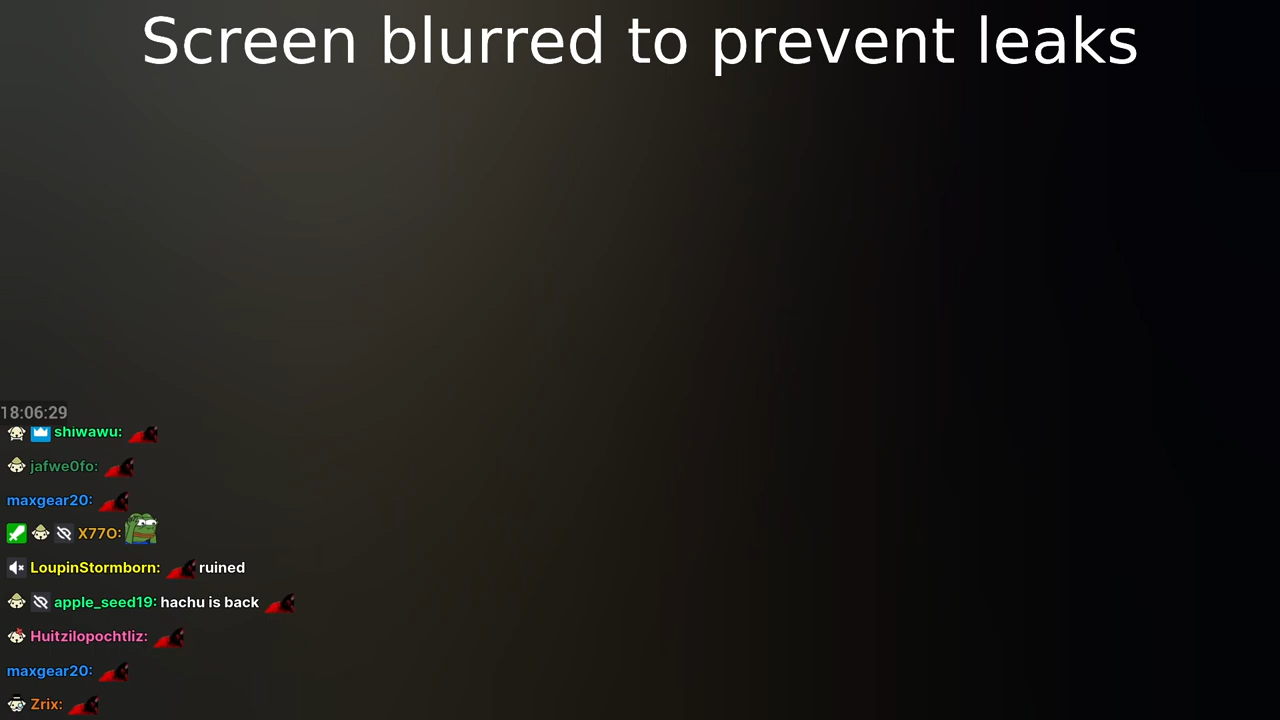 Screen blurred to prevent leaks
18:06:29
shiwawu:
jafwe0fo:
maxgear20:
X77O:
LoupinStormborn: ruined
apple_seed19: hachu is back
Huitzilopochtliz:
maxgear20:
Zrix: